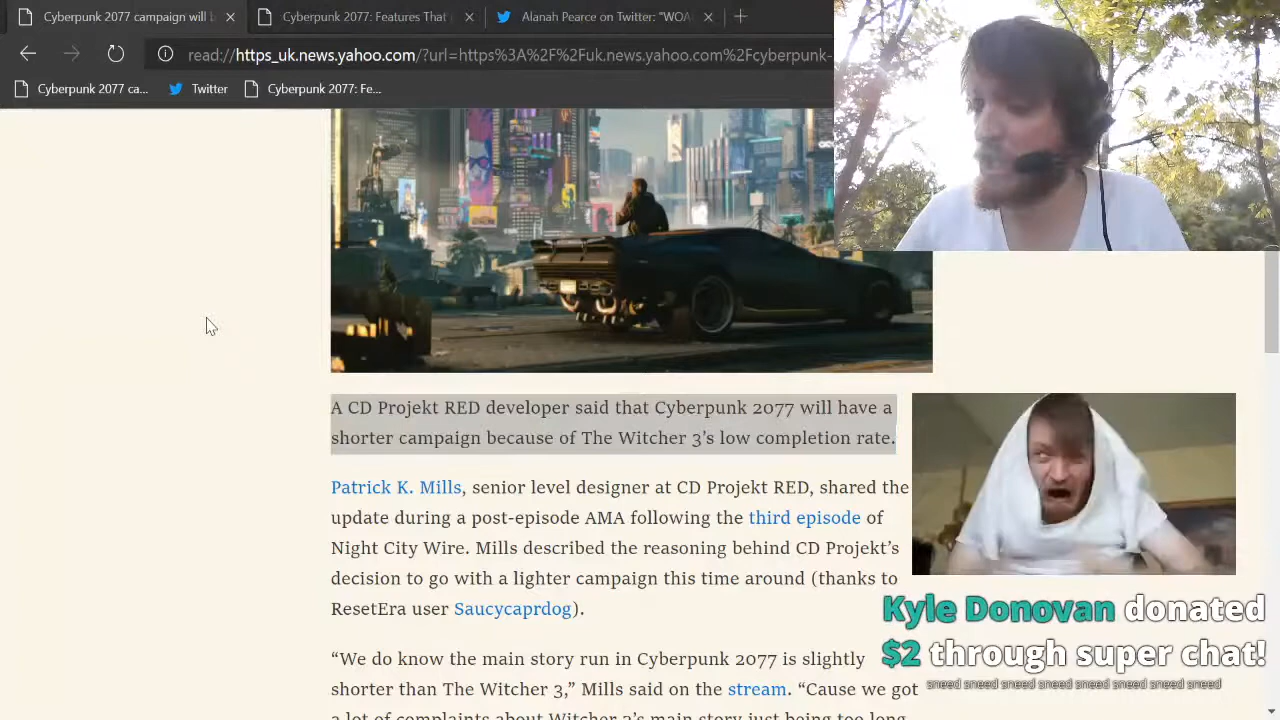 Cyberpunk 2077 campaign will b
Cyberpunk 2077: Features That
Alanah Pearce on Twitter: "WOA
read://https_uk.news.yahoo.com/?url=https%3A%2F%2Fuk.news.yahoo.com%2Fcyberpunk-
Cyberpunk 2077 ca...
Twitter
Cyberpunk 2077: Fe...
A CD Projekt RED developer said that Cyberpunk 2077 will have a
shorter campaign because of The Witcher 3’s low completion rate.
Patrick K. Mills, senior level designer at CD Projekt RED, shared the
update during a post-episode AMA following the third episode of
Night City Wire. Mills described the reasoning behind CD Projekt’s
decision to go with a lighter campaign this time around (thanks to
ResetEra user Saucycaprdog).
“We do know the main story run in Cyberpunk 2077 is slightly
shorter than The Witcher 3,” Mills said on the stream. “Cause we got
a lot of complaints about Witcher 3’s main story just being too long
Kyle Donovan donated
$2 through super chat!
sneed sneed sneed sneed sneed sneed sneed sneed